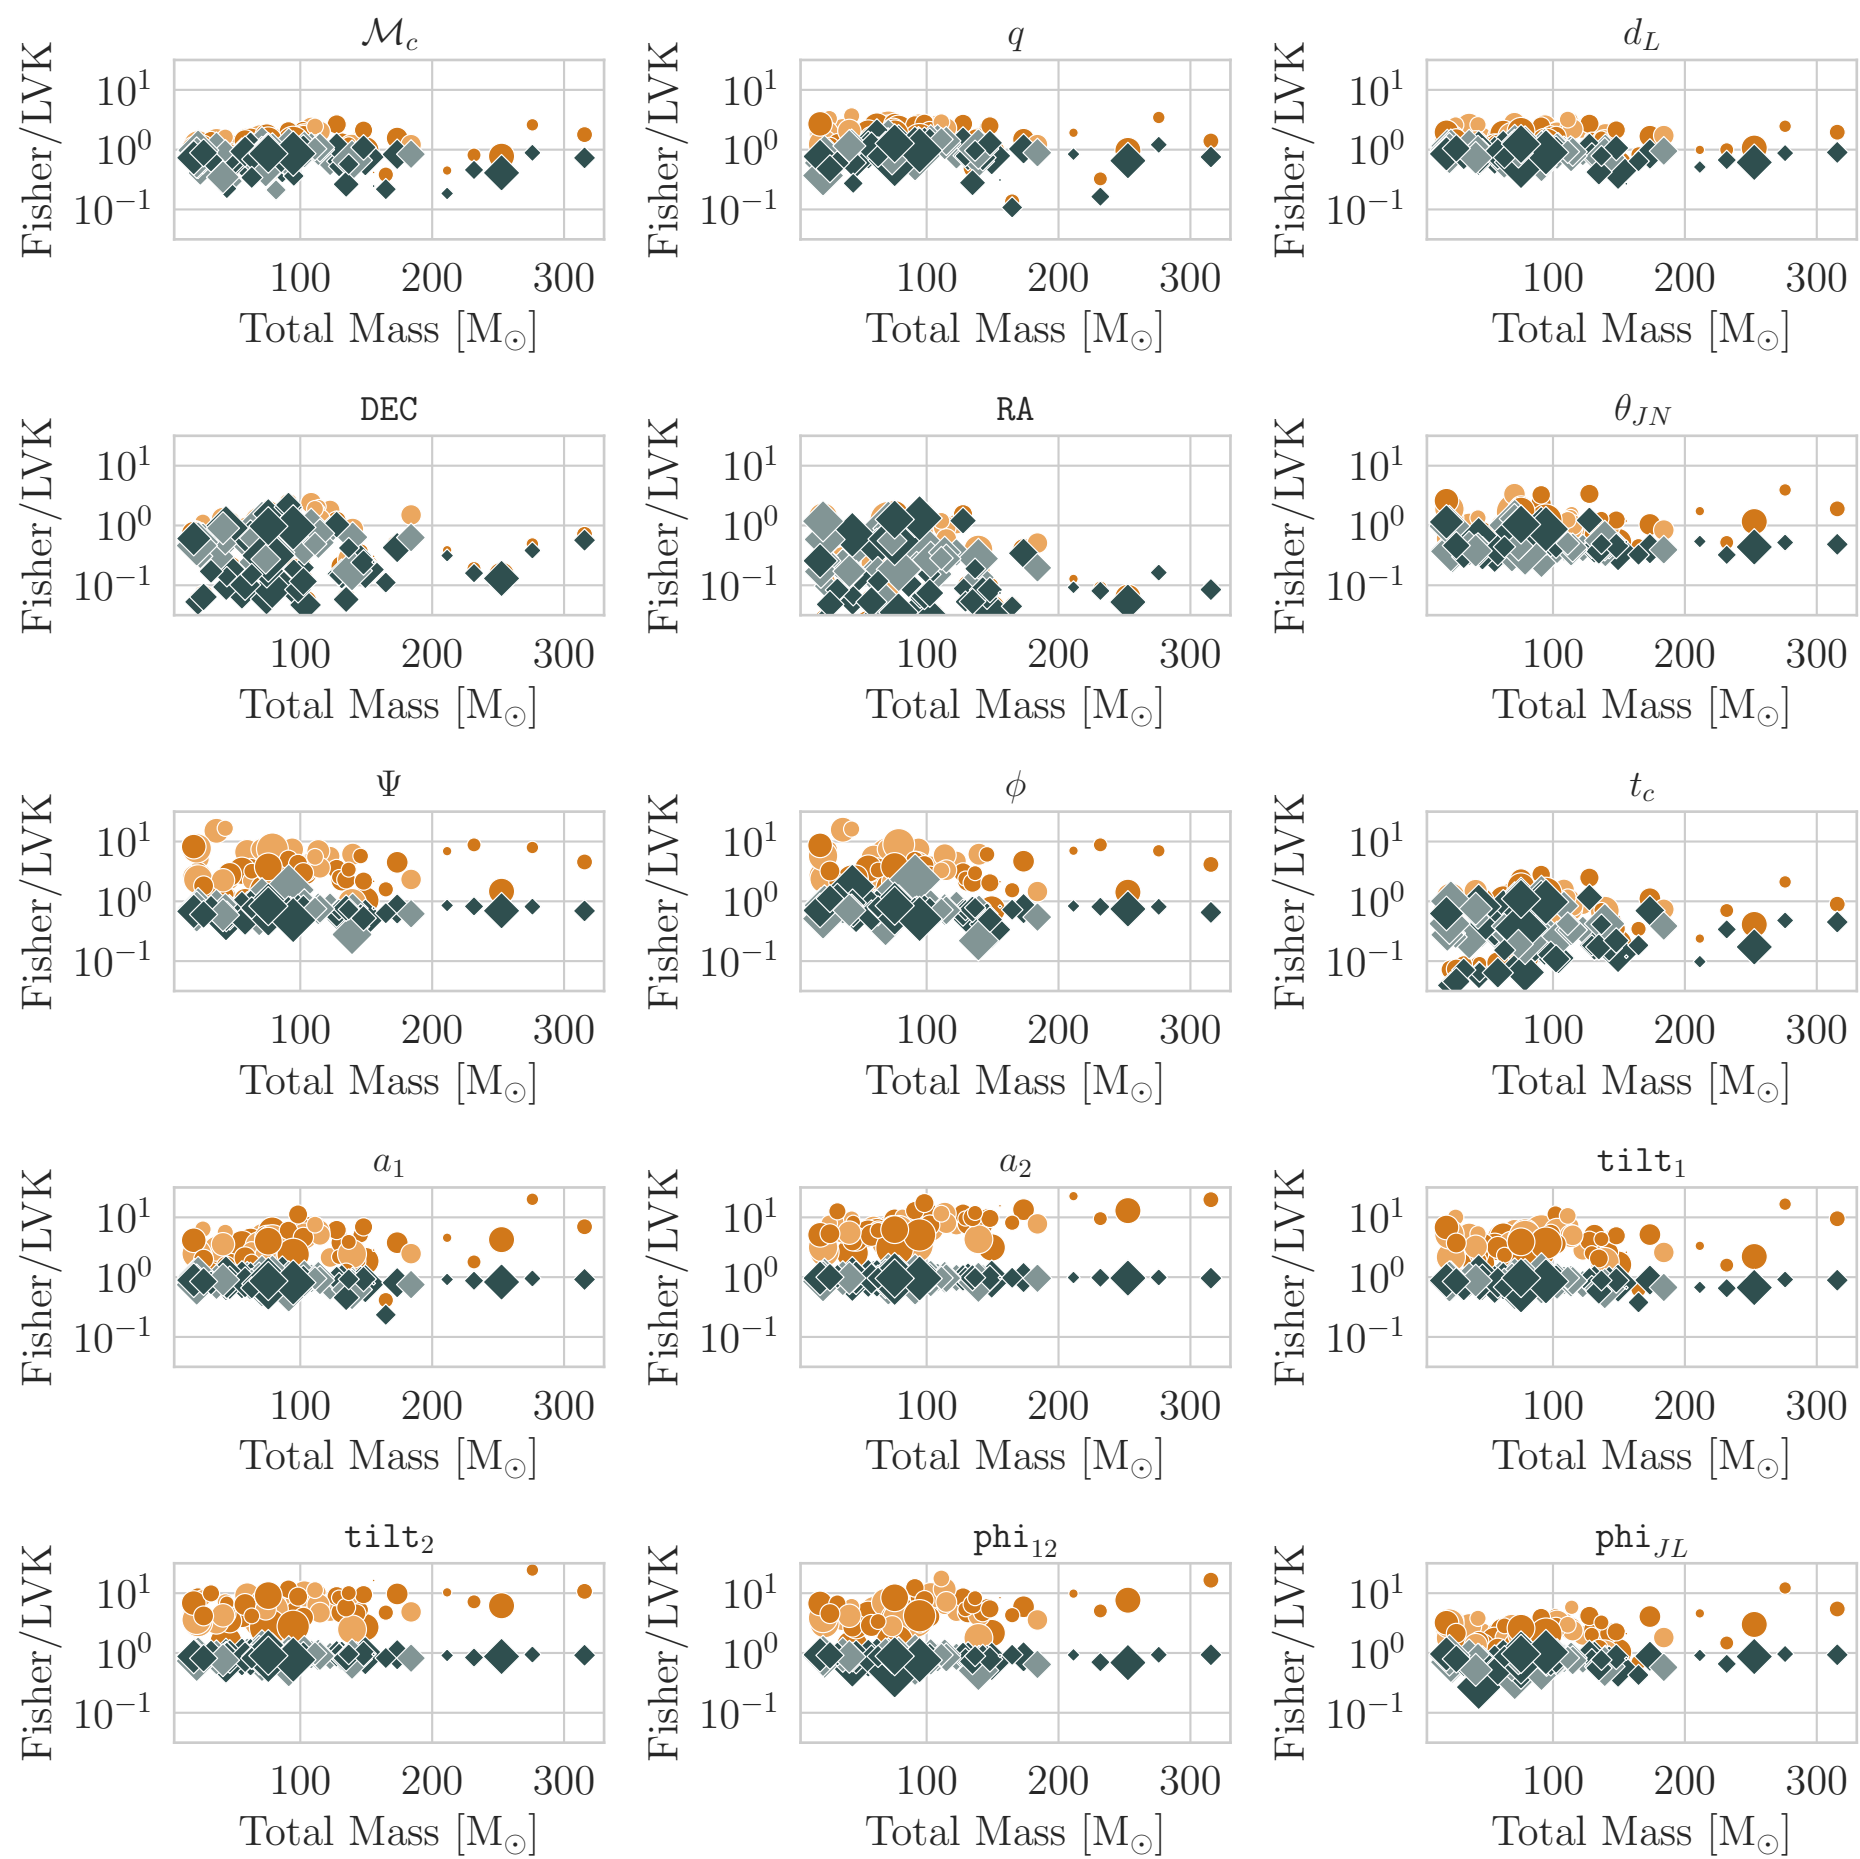 ℳ_c q d_L
Fisher/LVK 10^1 10^0 10^−1 Fisher/LVK 10^1 10^0 10^−1 Fisher/LVK 10^1 10^0 10^−1
100 200 300 100 200 300 100 200 300
Total Mass [M_⊙] Total Mass [M_⊙] Total Mass [M_⊙]
DEC RA θ_JN
Fisher/LVK 10^1 10^0 10^−1 Fisher/LVK 10^1 10^0 10^−1 Fisher/LVK 10^1 10^0 10^−1
100 200 300 100 200 300 100 200 300
Total Mass [M_⊙] Total Mass [M_⊙] Total Mass [M_⊙]
Ψ ϕ t_c
Fisher/LVK 10^1 10^0 10^−1 Fisher/LVK 10^1 10^0 10^−1 Fisher/LVK 10^1 10^0 10^−1
100 200 300 100 200 300 100 200 300
Total Mass [M_⊙] Total Mass [M_⊙] Total Mass [M_⊙]
a_1 a_2 tilt_1
Fisher/LVK 10^1 10^0 10^−1 Fisher/LVK 10^1 10^0 10^−1 Fisher/LVK 10^1 10^0 10^−1
100 200 300 100 200 300 100 200 300
Total Mass [M_⊙] Total Mass [M_⊙] Total Mass [M_⊙]
tilt_2 phi_12 phi_JL
Fisher/LVK 10^1 10^0 10^−1 Fisher/LVK 10^1 10^0 10^−1 Fisher/LVK 10^1 10^0 10^−1
100 200 300 100 200 300 100 200 300
Total Mass [M_⊙] Total Mass [M_⊙] Total Mass [M_⊙]